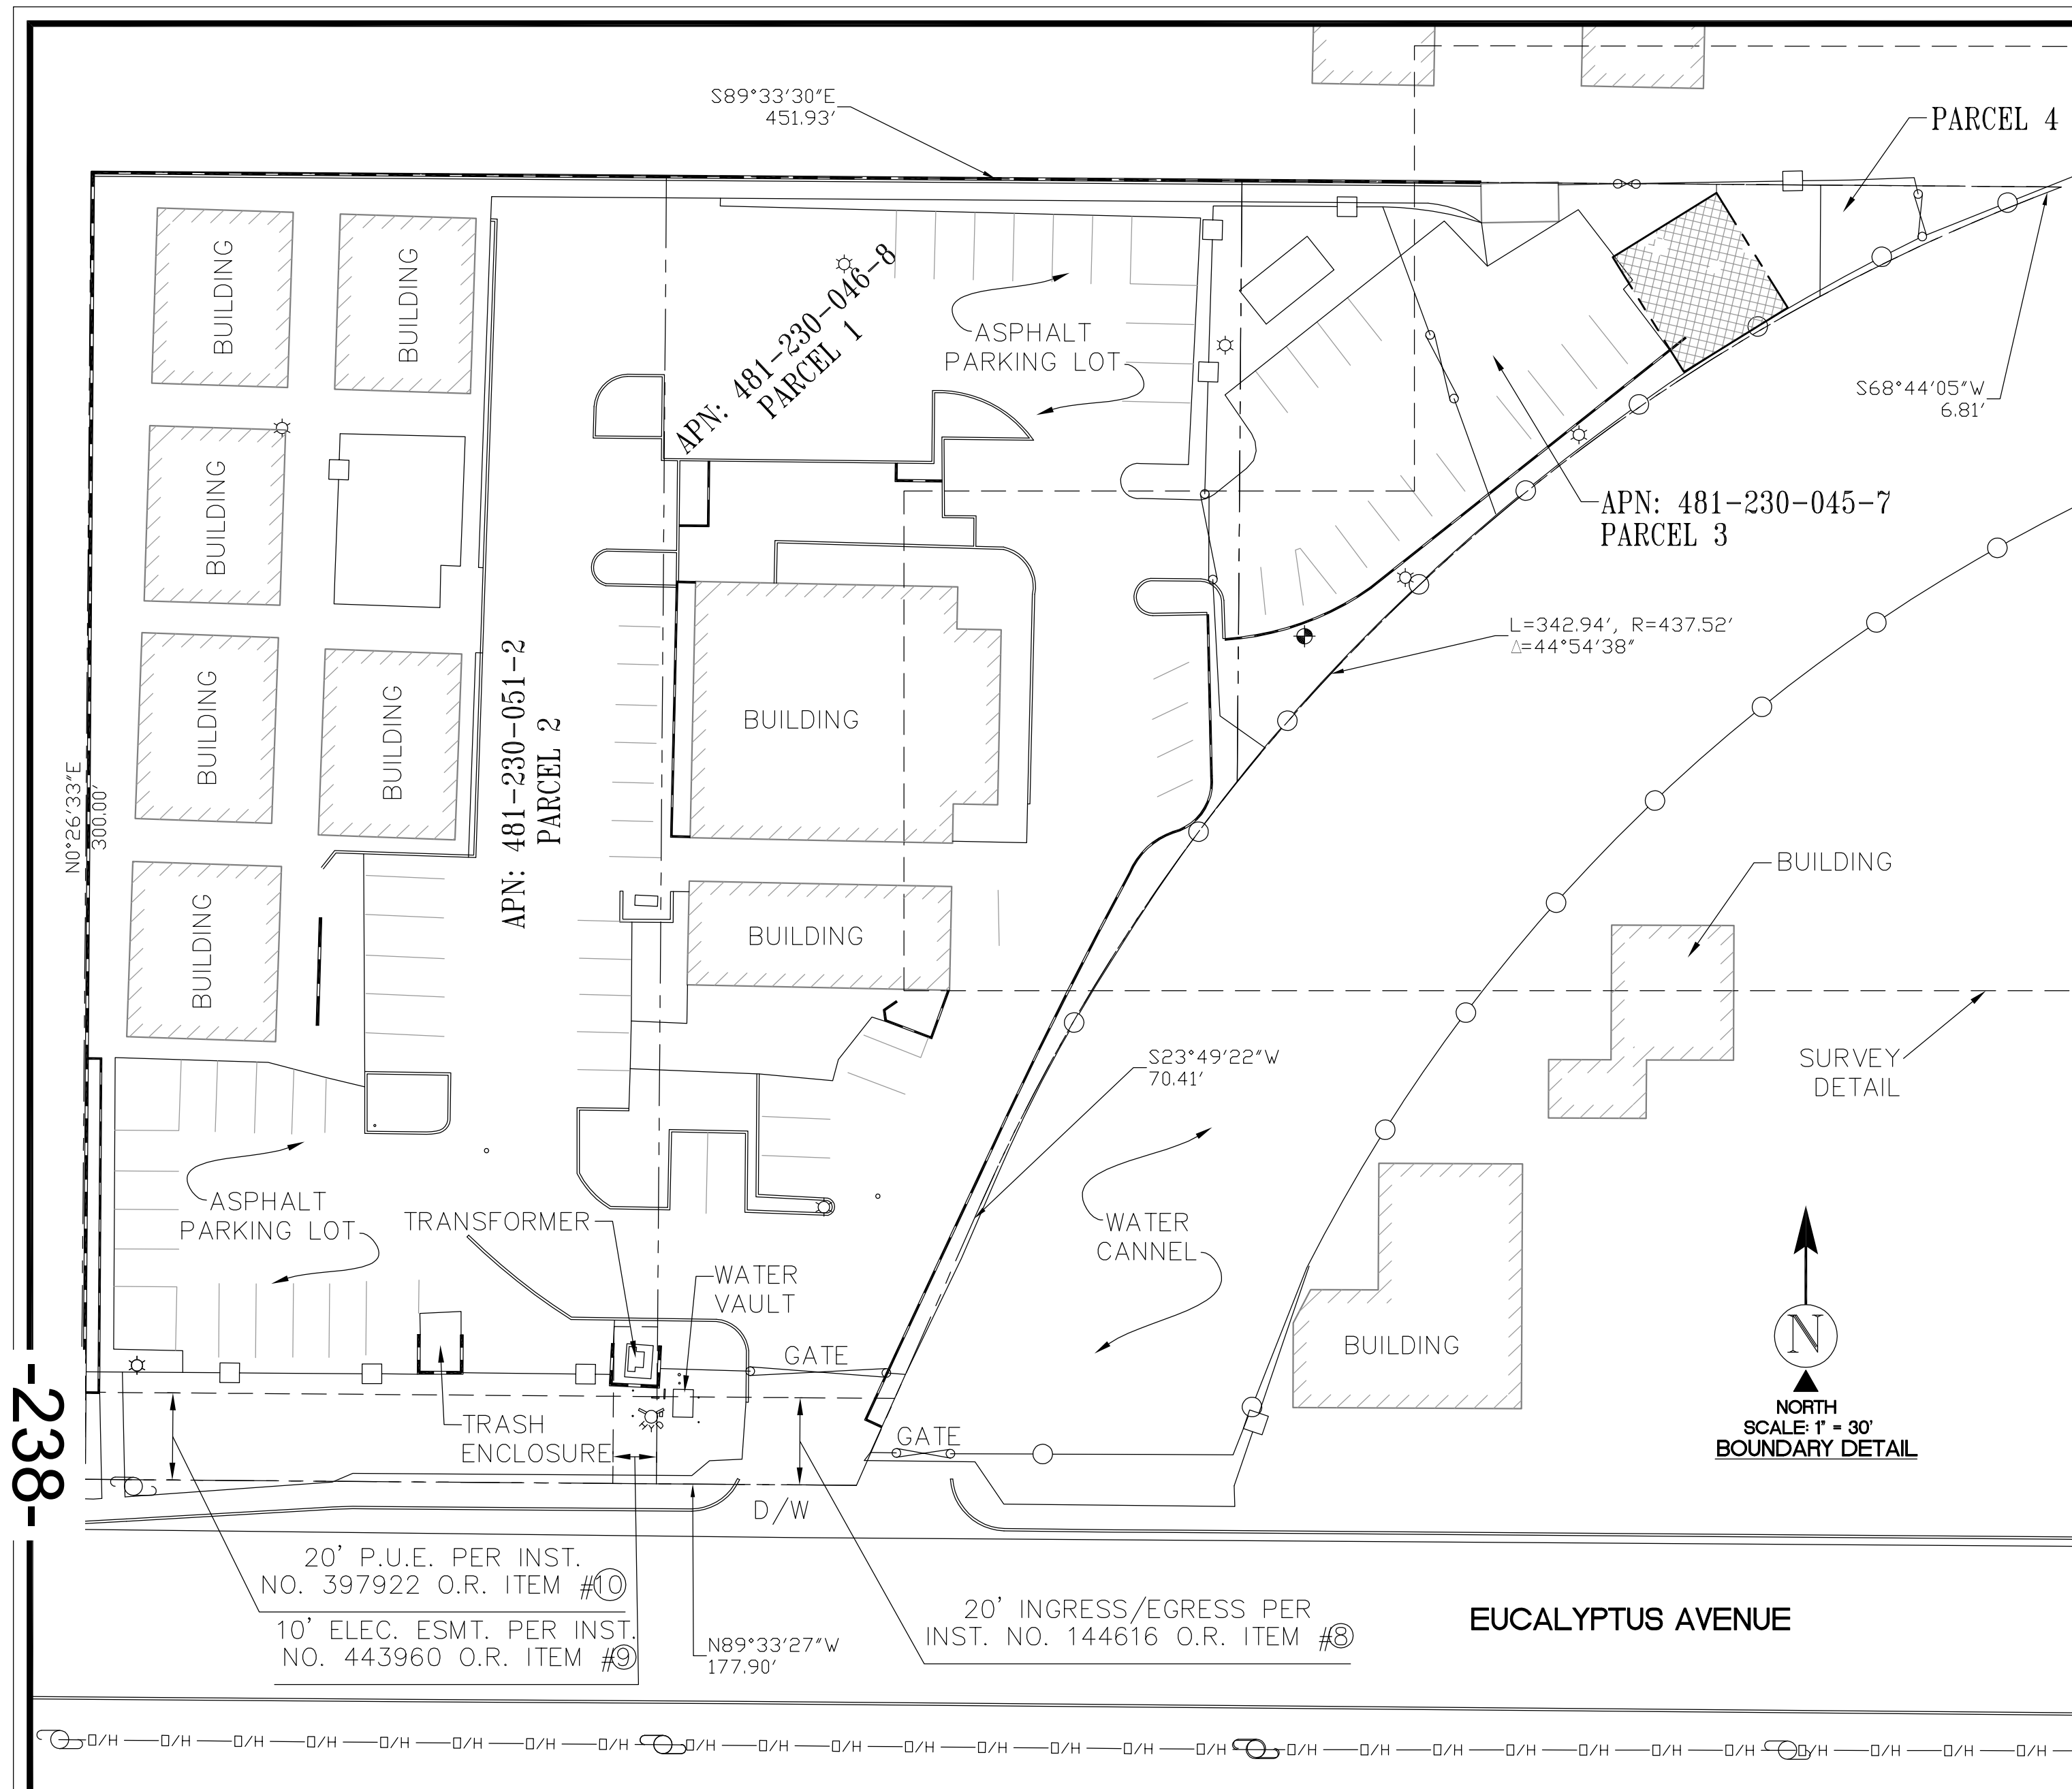 S89°33'30"E
451.93'
PARCEL 4
BUILDING
BUILDING
APN: 481-230-046-8
PARCEL 1
ASPHALT
PARKING LOT
S68°44'05"W
6.81'
BUILDING
APN: 481-230-045-7
PARCEL 3
L=342.94', R=437.52'
Δ=44°54'38"
BUILDING
BUILDING
APN: 481-230-051-2
PARCEL 2
BUILDING
N0°26'33"E
300.00'
BUILDING
BUILDING
BUILDING
SURVEY
DETAIL
S23°49'22"W
70.41'
ASPHALT
PARKING LOT
TRANSFORMER
WATER
CANNEL
WATER
VAULT
GATE
BUILDING
N
NORTH
SCALE: 1" = 30'
BOUNDARY DETAIL
TRASH
ENCLOSURE
GATE
-238-
D/W
20' P.U.E. PER INST.
NO. 397922 O.R. ITEM #10
10' ELEC. ESMT. PER INST.
NO. 443960 O.R. ITEM #9
N89°33'27"W
177.90'
20' INGRESS/EGRESS PER
INST. NO. 144616 O.R. ITEM #8
EUCALYPTUS AVENUE
O/H O/H O/H O/H O/H O/H O/H O/H O/H O/H O/H O/H O/H O/H O/H O/H O/H O/H O/H O/H O/H O/H O/H O/H O/H O/H O/H